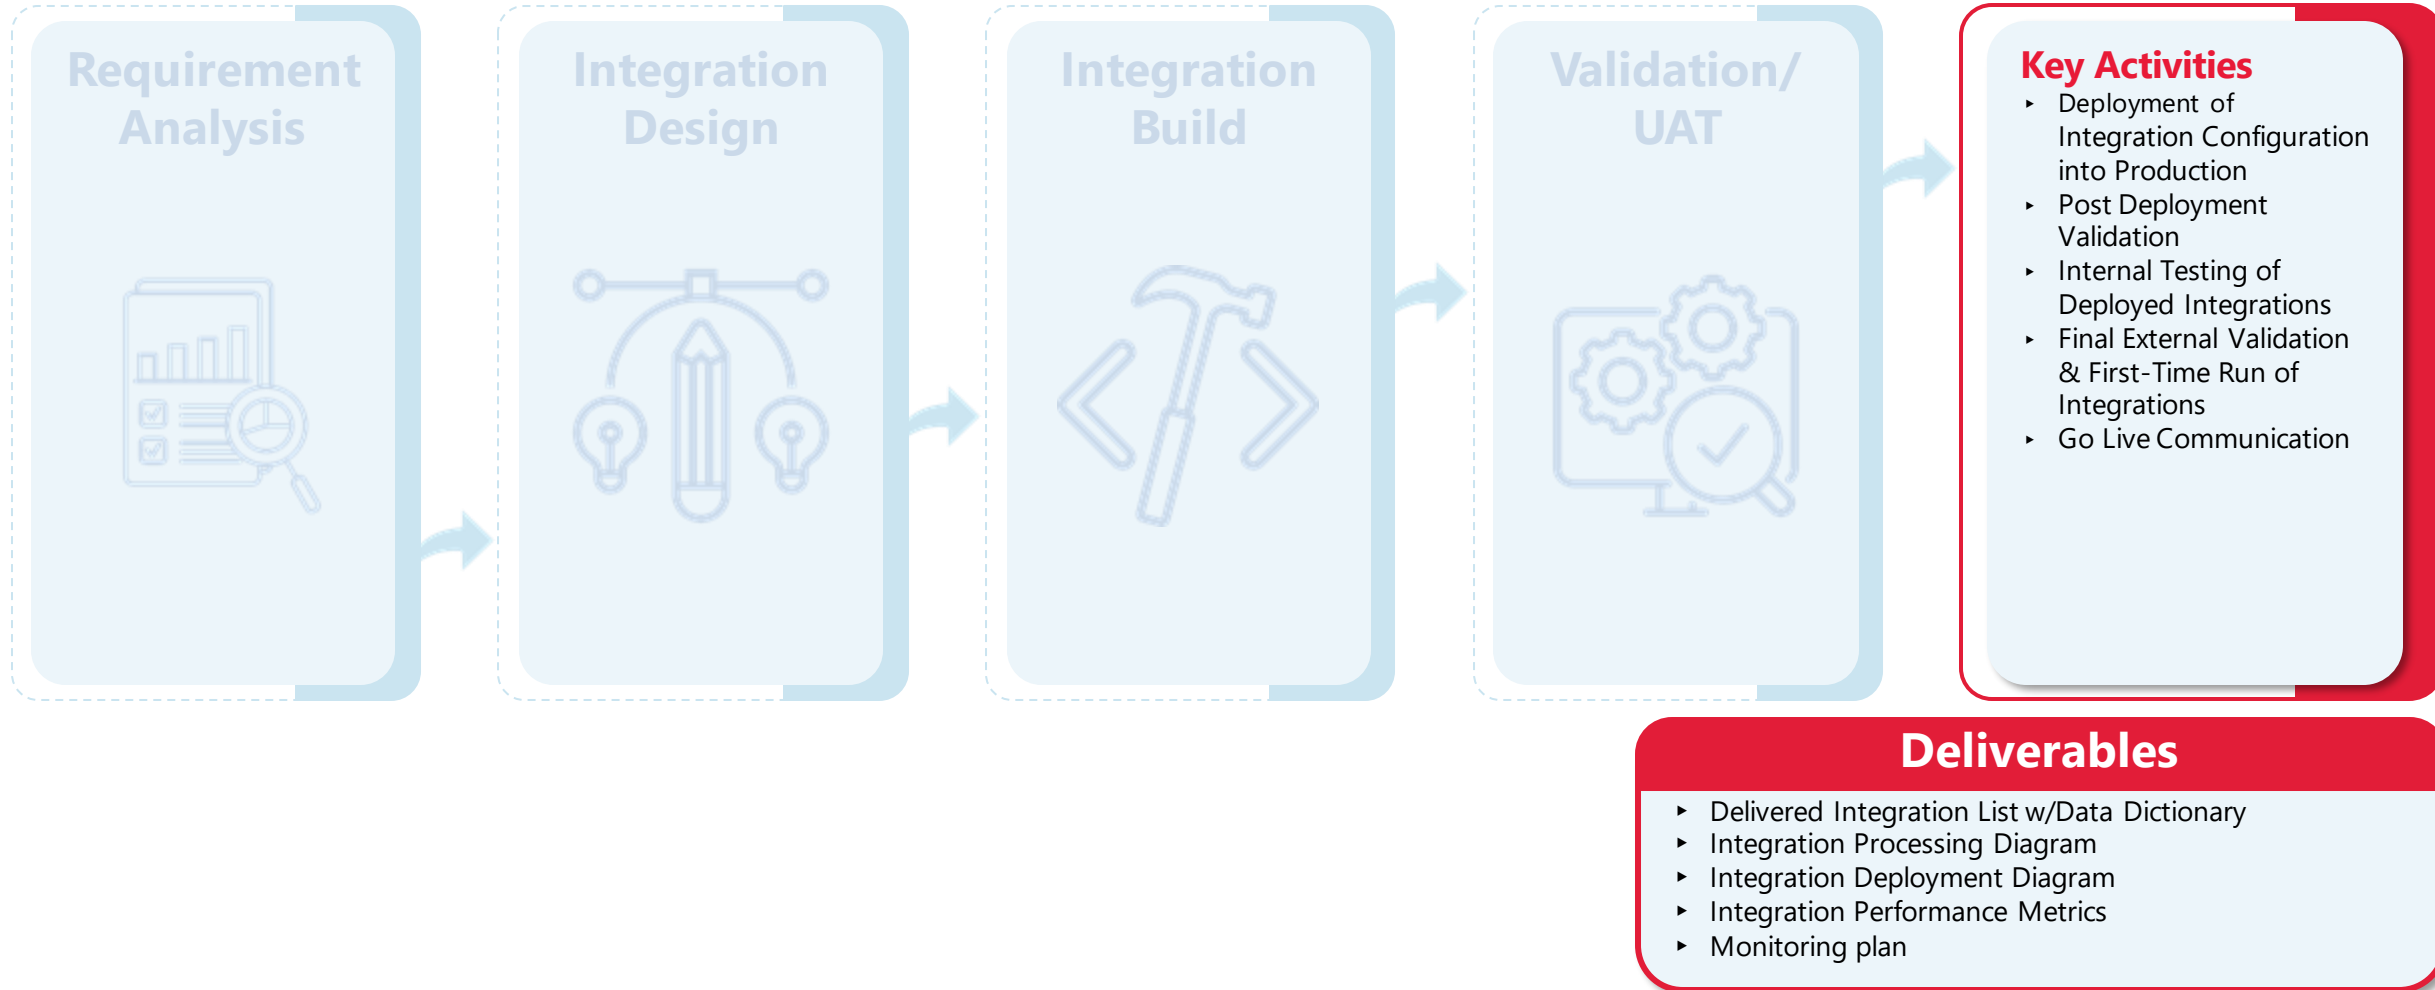 Requirement
Analysis
Integration
Design
Integration
Build
Validation/
UAT
Key Activities
▸ Deployment of
Integration Configuration
into Production
▸ Post Deployment
Validation
▸ Internal Testing of
Deployed Integrations
▸ Final External Validation
& First-Time Run of
Integrations
▸ Go Live Communication
Deliverables
▸ Delivered Integration List w/Data Dictionary
▸ Integration Processing Diagram
▸ Integration Deployment Diagram
▸ Integration Performance Metrics
▸ Monitoring plan